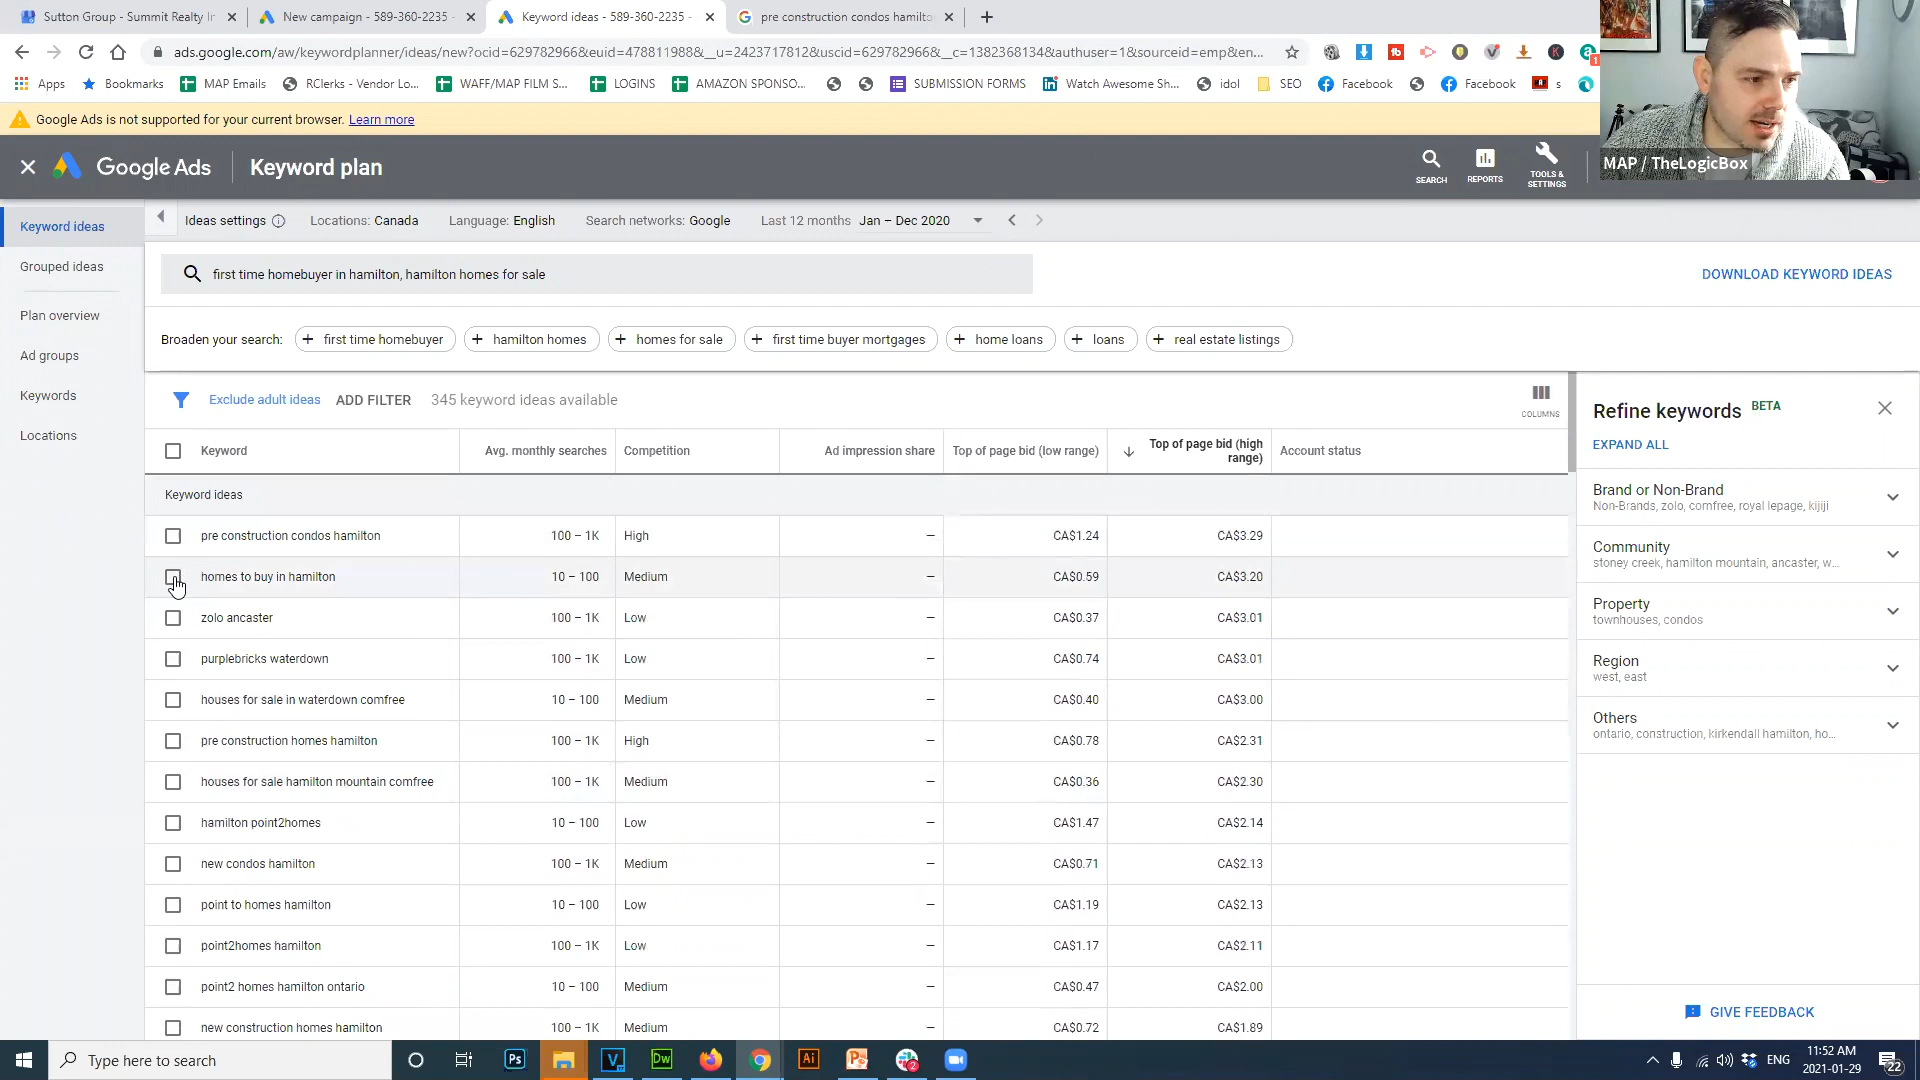 Sutton Group - Summit Realty In
New campaign - 589-360-2235 -
Keyword ideas - 589-360-2235 -
pre construction condos hamilto
ads.google.com/aw/keywordplanner/ideas/new?ocid=629782966&euid=478811988&__u=2423717812&uscid=629782966&__c=1382368134&authuser=1&sourceid=emp&en...
Apps
Bookmarks
MAP Emails
RClerks - Vendor Lo...
WAFF/MAP FILM S...
LOGINS
AMAZON SPONSO...
SUBMISSION FORMS
Watch Awesome Sh...
idol
SEO
Facebook
Facebook
s
Google Ads is not supported for your current browser. Learn more
MAP / TheLogicBox
Google Ads
Keyword plan
SEARCH
REPORTS
TOOLS &
SETTINGS
Keyword ideas
Grouped ideas
Plan overview
Ad groups
Keywords
Locations
Ideas settings
Locations: Canada
Language: English
Search networks: Google
Last 12 months Jan – Dec 2020
first time homebuyer in hamilton, hamilton homes for sale
DOWNLOAD KEYWORD IDEAS
Broaden your search: + first time homebuyer + hamilton homes + homes for sale + first time buyer mortgages + home loans + loans + real estate listings
Exclude adult ideas ADD FILTER 345 keyword ideas available
COLUMNS
Keyword Avg. monthly searches Competition Ad impression share Top of page bid (low range) Top of page bid (high
range) Account status
Keyword ideas
pre construction condos hamilton 100 – 1K High – CA$1.24 CA$3.29
homes to buy in hamilton 10 – 100 Medium – CA$0.59 CA$3.20
zolo ancaster 100 – 1K Low – CA$0.37 CA$3.01
purplebricks waterdown 100 – 1K Low – CA$0.74 CA$3.01
houses for sale in waterdown comfree 10 – 100 Medium – CA$0.40 CA$3.00
pre construction homes hamilton 100 – 1K High – CA$0.78 CA$2.31
houses for sale hamilton mountain comfree 100 – 1K Medium – CA$0.36 CA$2.30
hamilton point2homes 10 – 100 Low – CA$1.47 CA$2.14
new condos hamilton 100 – 1K Medium – CA$0.71 CA$2.13
point to homes hamilton 10 – 100 Low – CA$1.19 CA$2.13
point2homes hamilton 100 – 1K Low – CA$1.17 CA$2.11
point2 homes hamilton ontario 10 – 100 Medium – CA$0.47 CA$2.00
new construction homes hamilton 100 – 1K Medium – CA$0.72 CA$1.89
Refine keywords BETA
EXPAND ALL
Brand or Non-Brand
Non-Brands, zolo, comfree, royal lepage, kijiji
Community
stoney creek, hamilton mountain, ancaster, w...
Property
townhouses, condos
Region
west, east
Others
ontario, construction, kirkendall hamilton, ho...
GIVE FEEDBACK
Type here to search
Ps
V
Dw
Ai
2
ENG
11:52 AM
2021-01-29
22